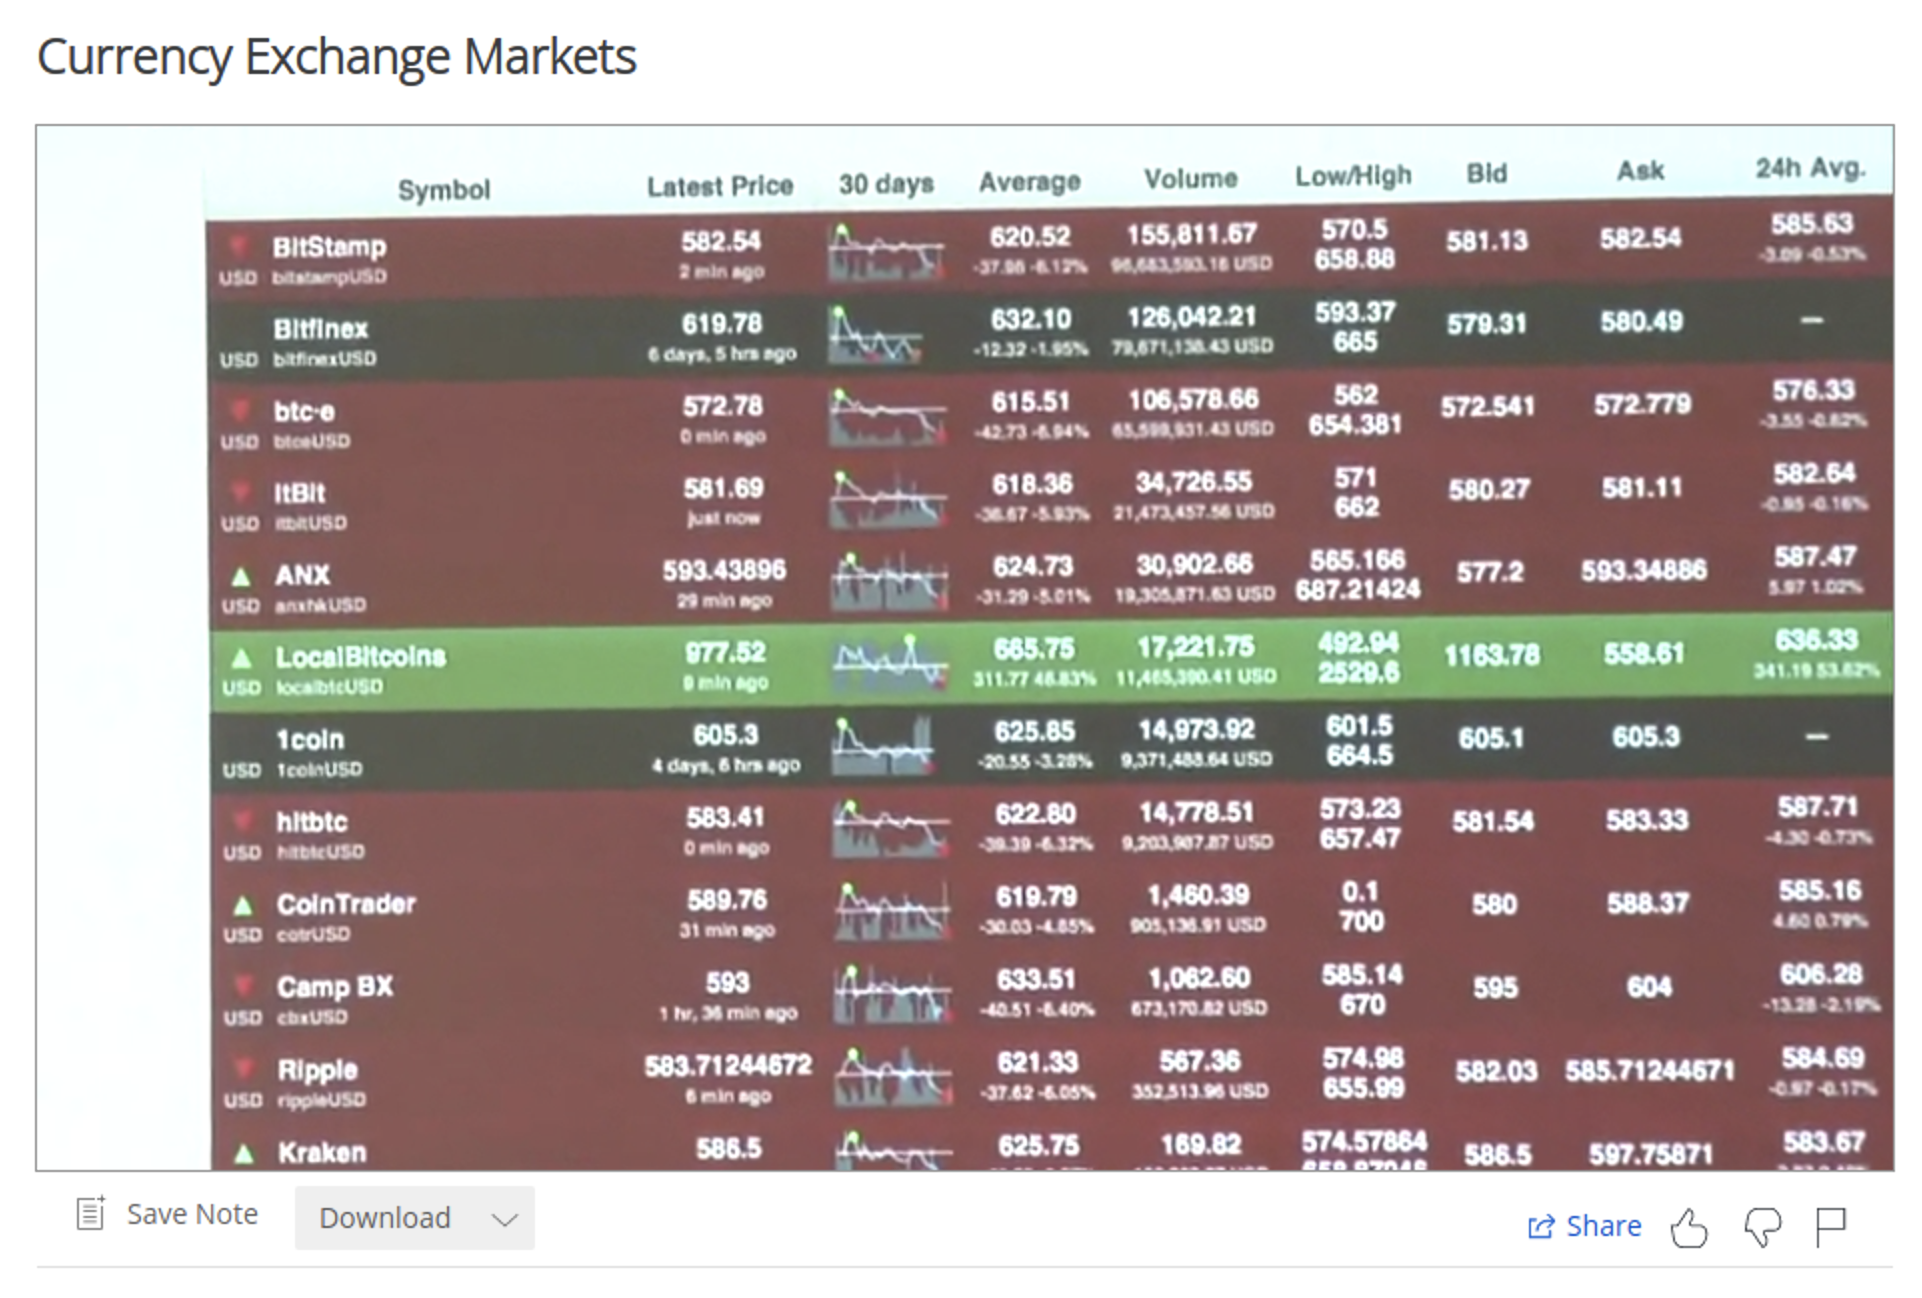 Currency Exchange Markets
Symbol Latest Price 30 days Average Volume Low/High Bid Ask 24h Avg.
BitStamp 582.54 620.52 155,811.67 570.5 581.13 582.54 585.63
USD bitstampUSD 2 min ago -37.98 -6.12% 96,683,593.16 USD 658.88 -3.09 -0.53%
Bitfinex 619.78 632.10 126,042.21 593.37 579.31 580.49 —
USD bitfinexUSD 6 days, 5 hrs ago -12.32 -1.95% 79,671,138.43 USD 665
btc-e 572.78 615.51 106,578.66 562 572.541 572.779 576.33
USD btceUSD 0 min ago -42.73 -6.94% 65,599,931.43 USD 654.381 -3.55 -0.62%
ItBit 581.69 618.36 34,726.55 571 580.27 581.11 582.64
USD itbitUSD just now -36.67 -5.93% 21,473,457.56 USD 662 -0.95 -0.16%
ANX 593.43896 624.73 30,902.66 565.166 577.2 593.34886 587.47
USD anxhkUSD 29 min ago -31.29 -5.01% 19,305,871.63 USD 687.21424 5.97 1.02%
LocalBitcoins 977.52 665.75 17,221.75 492.94 1163.78 558.61 636.33
USD localbtcUSD 9 min ago 311.77 46.83% 11,465,390.41 USD 2529.6 341.19 53.62%
1coin 605.3 625.85 14,973.92 601.5 605.1 605.3 —
USD 1coinUSD 4 days, 6 hrs ago -20.55 -3.28% 9,371,488.64 USD 664.5
hitbtc 583.41 622.80 14,778.51 573.23 581.54 583.33 587.71
USD hitbtcUSD 0 min ago -39.39 -6.32% 9,203,987.87 USD 657.47 -4.30 -0.73%
CoinTrader 589.76 619.79 1,460.39 0.1 580 588.37 585.16
USD cotrUSD 31 min ago -30.03 -4.85% 905,136.91 USD 700 4.60 0.79%
Camp BX 593 633.51 1,062.60 585.14 595 604 606.28
USD cbxUSD 1 hr, 36 min ago -40.51 -6.40% 673,170.82 USD 670 -13.28 -2.19%
Ripple 583.71244672 621.33 567.36 574.98 582.03 585.71244671 584.69
USD rippleUSD 6 min ago -37.62 -6.05% 352,513.96 USD 655.99 -0.97 -0.17%
Kraken 586.5 625.75 169.82 574.57864 586.5 597.75871 583.67
Save Note Download Share